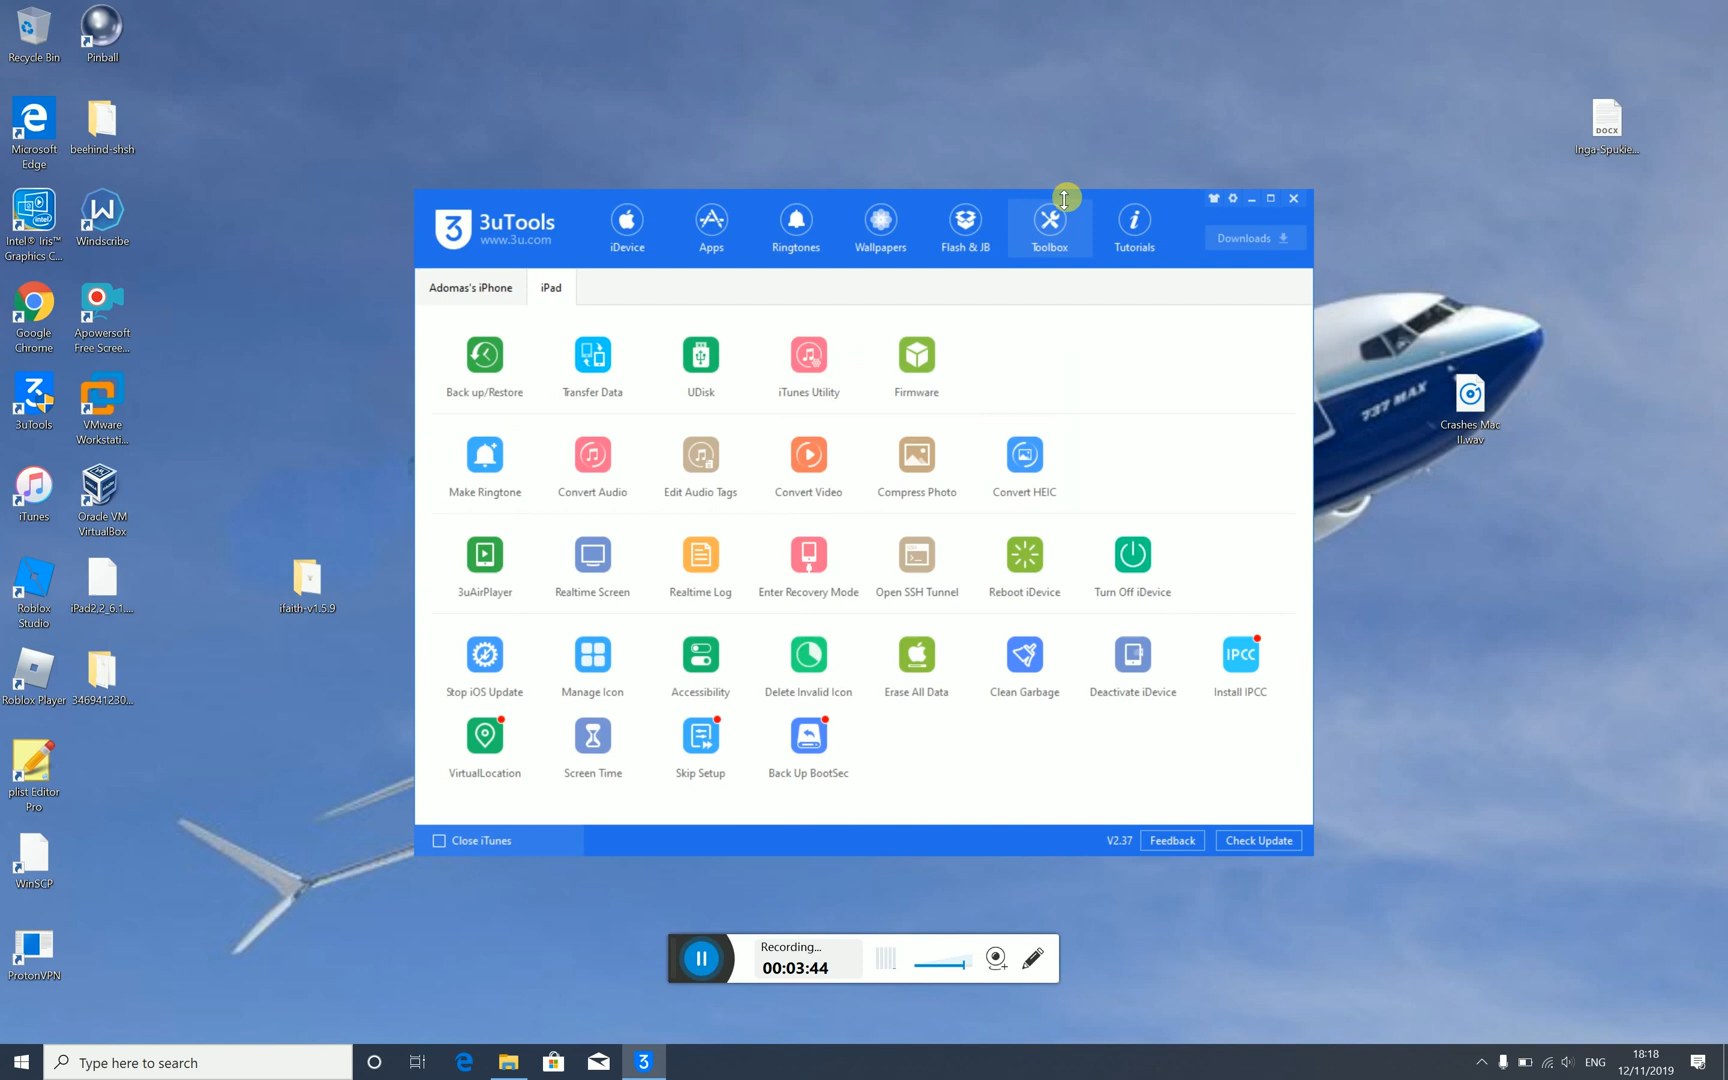 Recycle Bin
Pinball
Microsoft
Edge
beehind-shsh
Intel® Iris™
Graphics C...
Windscribe
Google
Chrome
Apowersoft
Free Scree...
3uTools
VMware
Workstati...
iTunes
Oracle VM
VirtualBox
Roblox
Studio
iPad2,2_6.1....
ifaith-v1.5.9
Roblox Player
346941230...
plist Editor
Pro
WinSCP
ProtonVPN
DOCX
Inga-Spukie...
737 MAX
Crashes Mac
II.wav
3 3uTools
www.3u.com
iDevice
Apps
Ringtones
Wallpapers
Flash & JB
Toolbox
Tutorials
Downloads
Adomas's iPhone
iPad
Back up/Restore
Transfer Data
UDisk
iTunes Utility
Firmware
Make Ringtone
Convert Audio
Edit Audio Tags
Convert Video
Compress Photo
Convert HEIC
3uAirPlayer
Realtime Screen
Realtime Log
Enter Recovery Mode
Open SSH Tunnel
Reboot iDevice
Turn Off iDevice
Stop iOS Update
Manage Icon
Accessibility
Delete Invalid Icon
Erase All Data
Clean Garbage
Deactivate iDevice
IPCC
Install IPCC
VirtualLocation
Screen Time
Skip Setup
Back Up BootSec
Close iTunes
V2.37
Feedback
Check Update
Recording...
00:03:44
Type here to search
ENG
18:18
12/11/2019